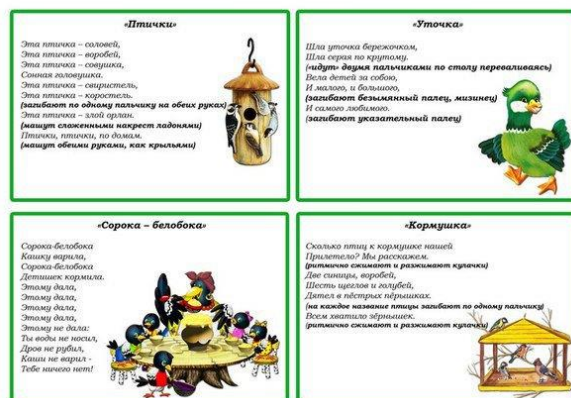 «Птички»
Эта птичка – соловей,
Эта птичка – воробей,
Эта птичка – совушка,
Сонная головушка.
Эта птичка – свиристель,
Эта птичка – коростель.
(загибают по одному пальчику на обеих руках)
Эта птичка – злой орлан.
(машут сложенными накрест ладонями)
Птички, птички, по домам.
(машут обеими руками, как крыльями)
«Уточка»
Шла уточка бережочком,
Шла серая по крутому.
(«идут» двумя пальчиками по столу переваливаясь)
Вела детей за собою,
И малого, и большого,
(загибают безымянный палец, мизинец)
И самого любимого.
(загибают указательный палец)
«Сорока – белобока»
Сорока-белобока
Кашку варила,
Сорока-белобока
Детишек кормила.
Этому дала,
Этому дала,
Этому дала,
Этому дала,
Этому не дала:
Ты воды не носил,
Дров не рубил,
Каши не варил -
Тебе ничего нет!
«Кормушка»
Сколько птиц к кормушке нашей
Прилетело? Мы расскажем.
(ритмично сжимают и разжимают кулачки)
Две синицы, воробей,
Шесть щеглов и голубей,
Дятел в пёстрых пёрышках.
(на каждое название птицы загибают по одному пальчику)
Всем хватило зёрнышек.
(ритмично сжимают и разжимают кулачки)